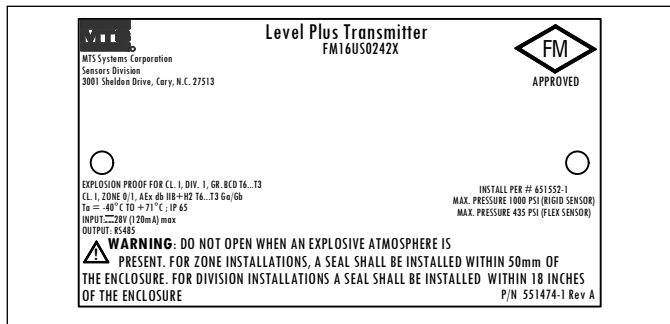 MTS
Level Plus Transmitter
FM16US0242X
FM
APPROVED
MTS Systems Corporation
Sensors Division
3001 Sheldon Drive, Cary, N.C. 27513
EXPLOSION PROOF FOR CL. I, DIV. 1, GR. BCD T6...T3
CL. I, ZONE 0/1, AEx db IIB+H2 T6...T3 Ga/Gb
Ta = -40°C TO +71°C ; IP 65
INPUT:⎓28V (120mA) max
OUTPUT: RS485
INSTALL PER # 651552-1
MAX. PRESSURE 1000 PSI (RIGID SENSOR)
MAX. PRESSURE 435 PSI (FLEX SENSOR)
WARNING: DO NOT OPEN WHEN AN EXPLOSIVE ATMOSPHERE IS
PRESENT. FOR ZONE INSTALLATIONS, A SEAL SHALL BE INSTALLED WITHIN 50mm OF
THE ENCLOSURE. FOR DIVISION INSTALLATIONS A SEAL SHALL BE INSTALLED WITHIN 18 INCHES
OF THE ENCLOSURE
P/N 551474-1 Rev A